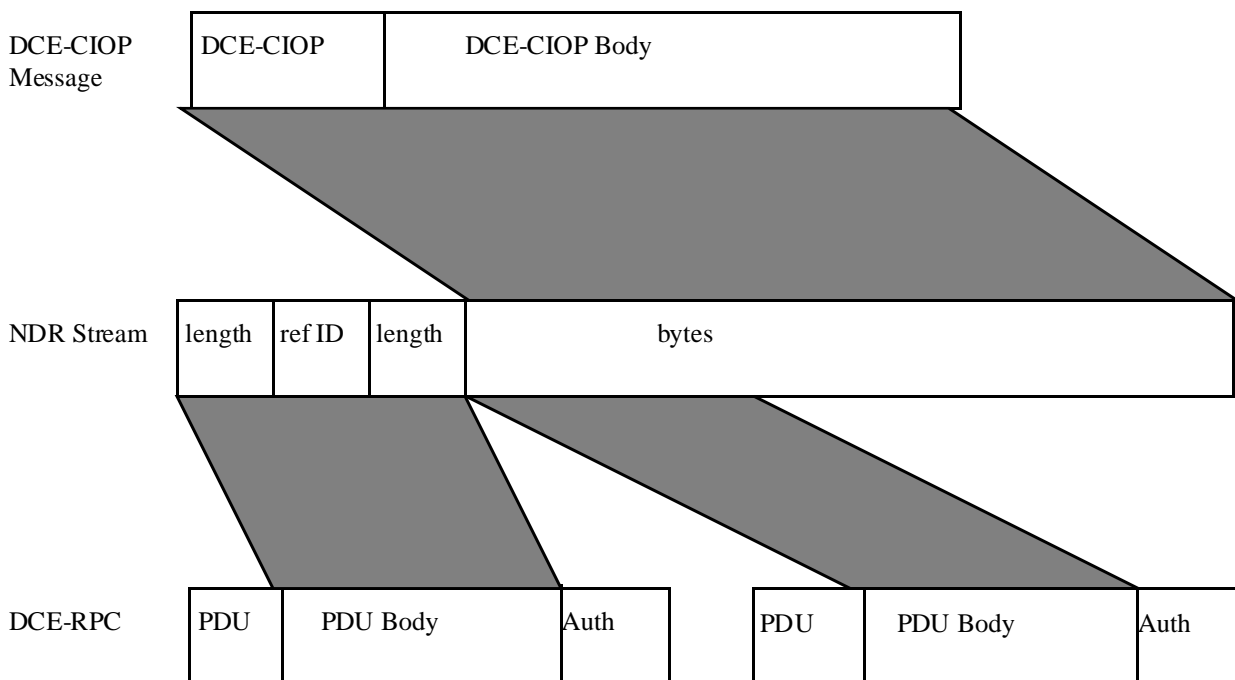 DCE-CIOP
Message
DCE-CIOP
DCE-CIOP Body
NDR Stream
length
ref ID
length
bytes
DCE-RPC
PDU
PDU Body
Auth
PDU
PDU Body
Auth